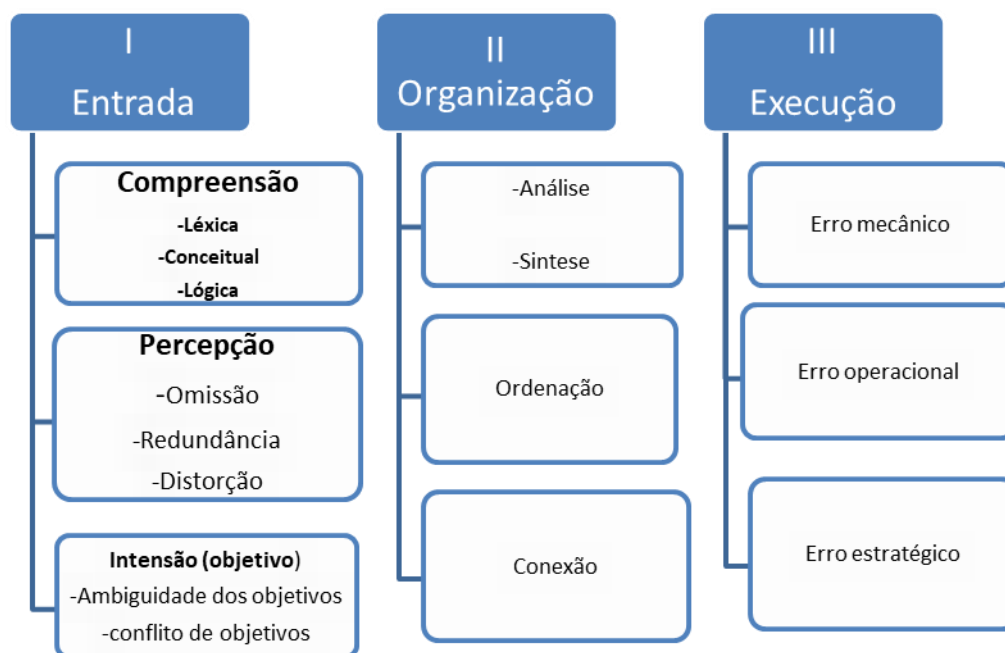 I
Entrada
Compreensão
-Léxica
-Conceitual
-Lógica
Percepção
-Omissão
-Redundância
-Distorção
Intensão (objetivo)
-Ambiguidade dos objetivos
-conflito de objetivos
II
Organização
-Análise
-Sintese
Ordenação
Conexão
III
Execução
Erro mecânico
Erro operacional
Erro estratégico